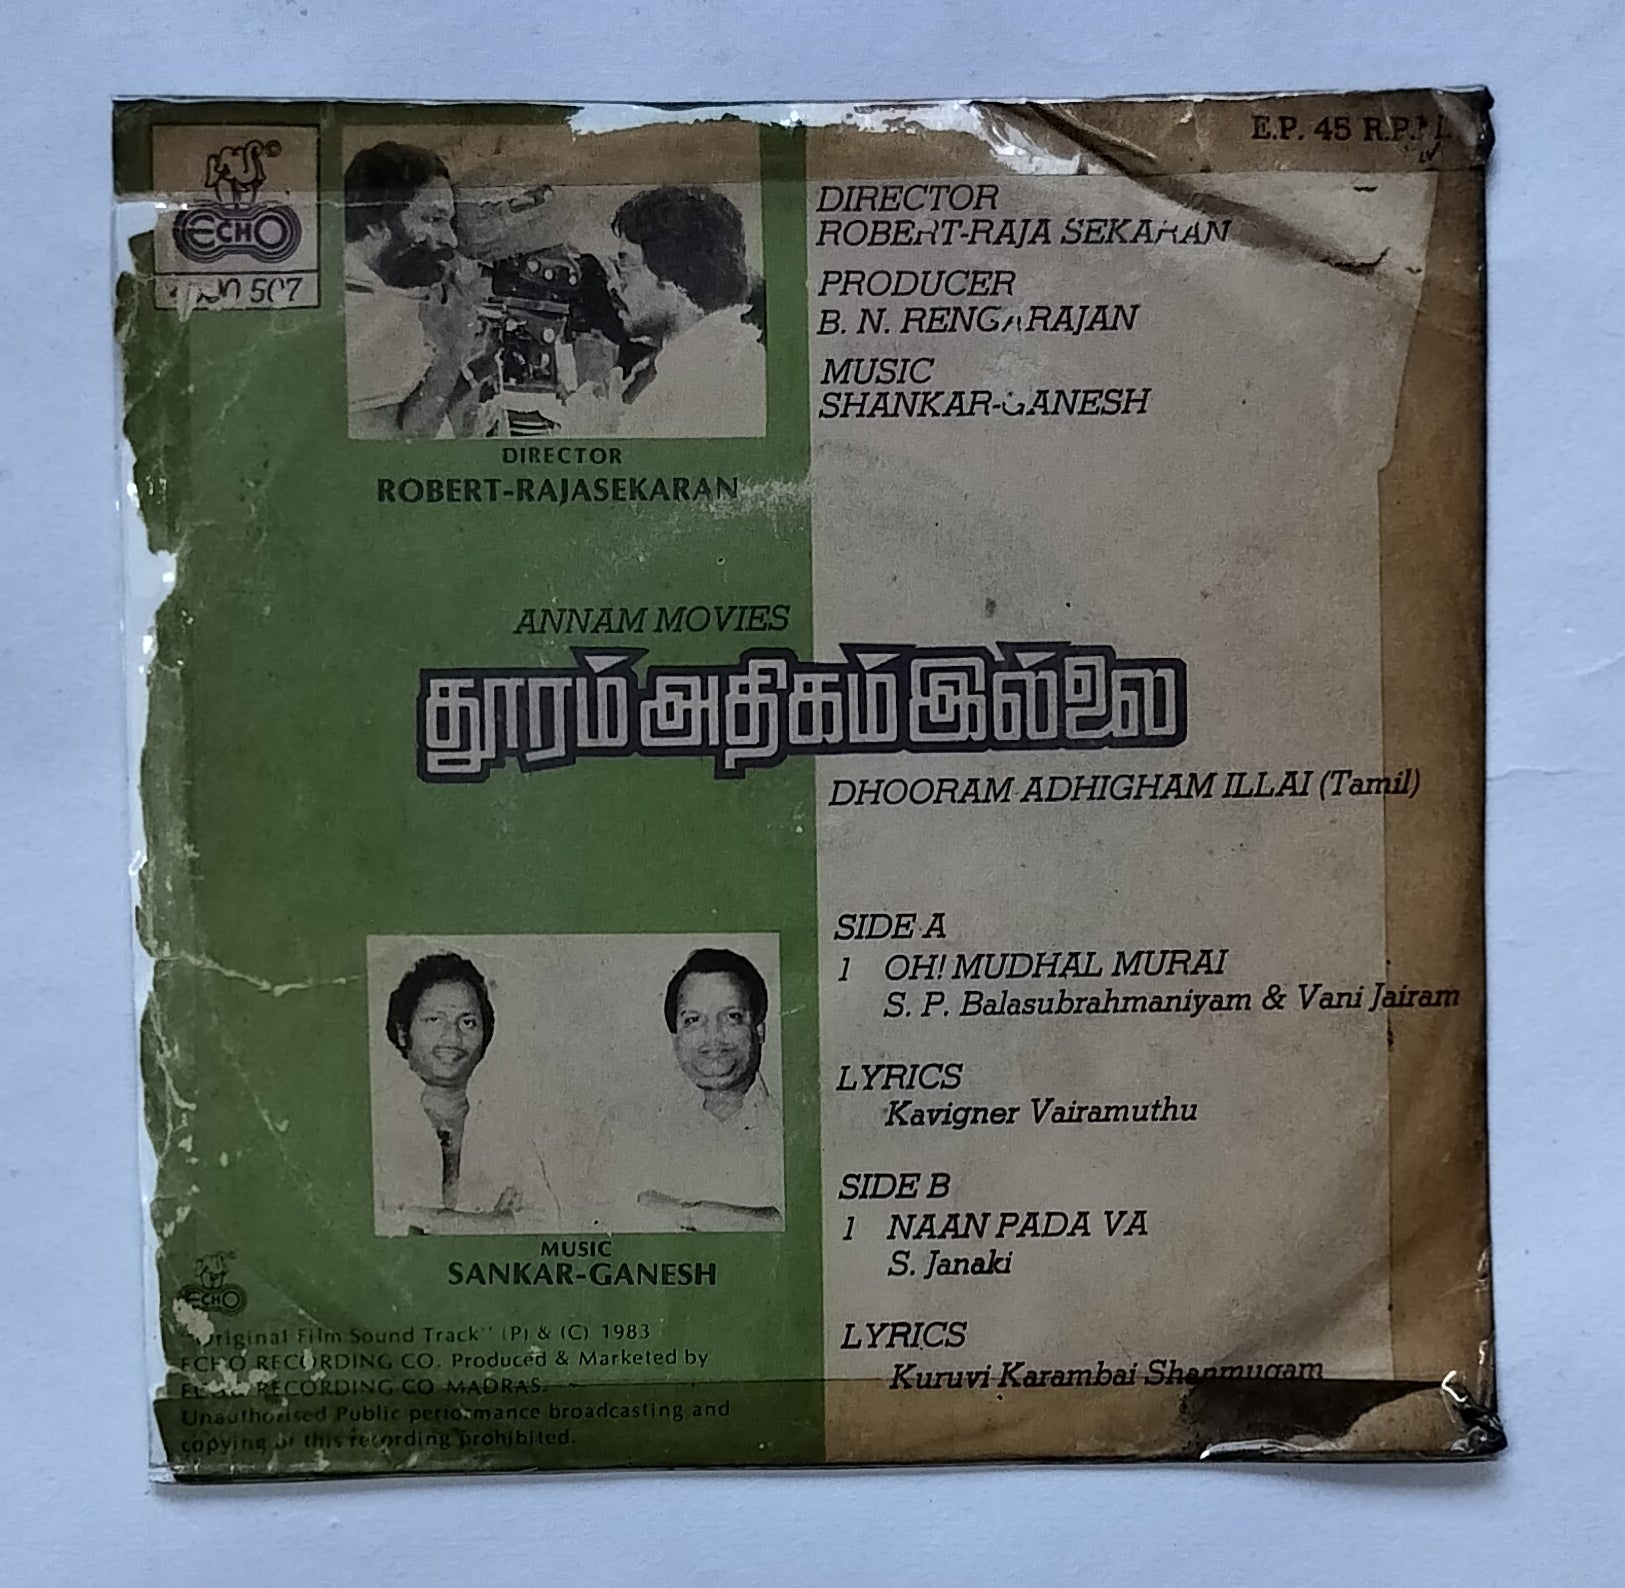 ECHO
507
E.P. 45 R.P.M.
DIRECTOR
ROBERT-RAJASEKARAN
DIRECTOR
ROBERT-RAJA SEKARAN
PRODUCER
B. N. RENGARAJAN
MUSIC
SHANKAR-GANESH
ANNAM MOVIES
தூரம் அதிகம் இல்லை
DHOORAM ADHIGHAM ILLAI (Tamil)
SIDE A
1 OH! MUDHAL MURAI
S. P. Balasubrahmaniyam & Vani Jairam
LYRICS
Kavigner Vairamuthu
SIDE B
1 NAAN PADA VA
S. Janaki
LYRICS
Kuruvi Karambai Shanmugam
MUSIC
SANKAR-GANESH
ECHO
"Original Film Sound Track" (P) & (C) 1983
ECHO RECORDING CO. Produced & Marketed by
ECHO RECORDING CO MADRAS.
Unauthorised Public performance broadcasting and
copying of this recording prohibited.